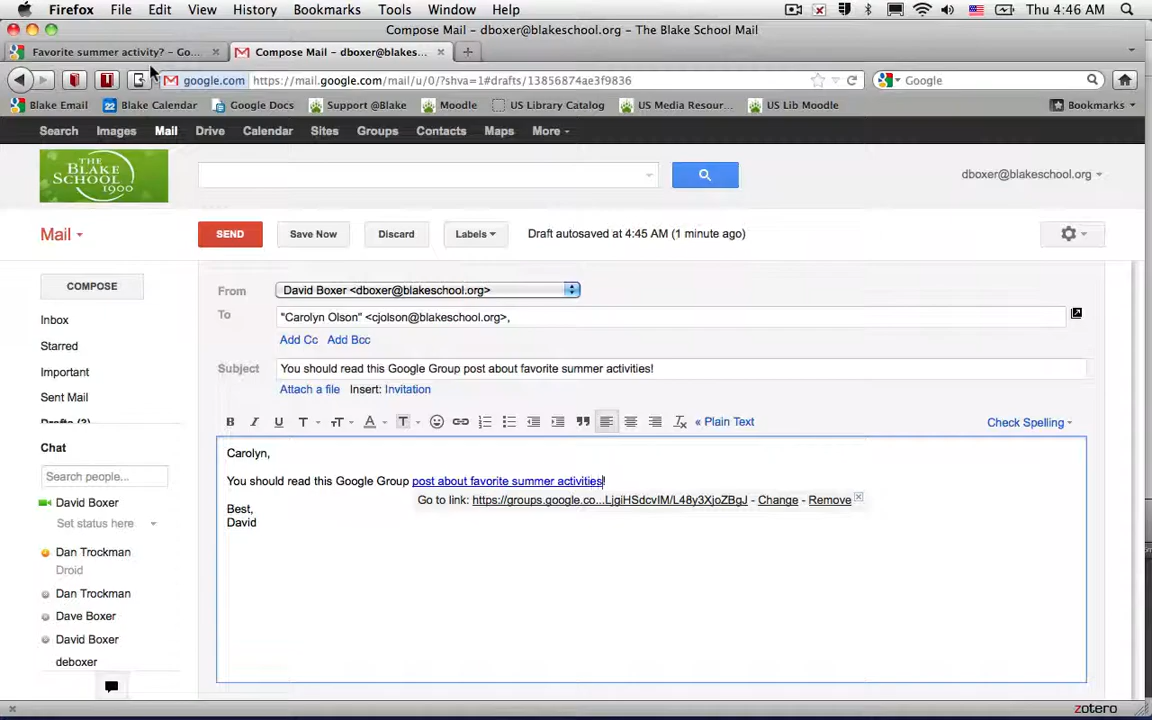 Firefox File Edit View History Bookmarks Tools Window Help Thu 4:46 AM
Compose Mail - dboxer@blakeschool.org - The Blake School Mail
Favorite summer activity? - Go... Compose Mail - dboxer@blakes...
google.com https://mail.google.com/mail/u/0/?shva=1#drafts/13856874ae3f9836 Google
Blake Email 22 Blake Calendar Google Docs Support @Blake Moodle US Library Catalog US Media Resour... US Lib Moodle Bookmarks
Search Images Mail Drive Calendar Sites Groups Contacts Maps More
THE
BLAKE
SCHOOL
1900
dboxer@blakeschool.org
Mail SEND Save Now Discard Labels Draft autosaved at 4:45 AM (1 minute ago)
COMPOSE
Inbox
Starred
Important
Sent Mail
Drafts (3)
Chat
Search people...
David Boxer
Set status here
Dan Trockman
Droid
Dan Trockman
Dave Boxer
David Boxer
deboxer
From David Boxer <dboxer@blakeschool.org>
To "Carolyn Olson" <cjolson@blakeschool.org>,
Add Cc Add Bcc
Subject You should read this Google Group post about favorite summer activities!
Attach a file Insert: Invitation
B I U T T A T « Plain Text Check Spelling
Carolyn,
You should read this Google Group post about favorite summer activities!
Go to link: https://groups.google.co...LjgiHSdcvIM/L48y3XjoZBgJ - Change - Remove
Best,
David
zotero